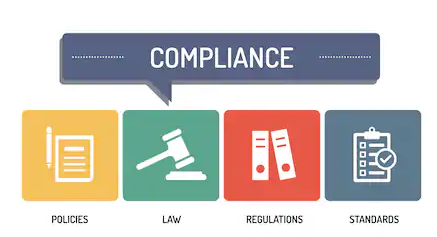 COMPLIANCE
POLICIES
LAW
REGULATIONS
STANDARDS